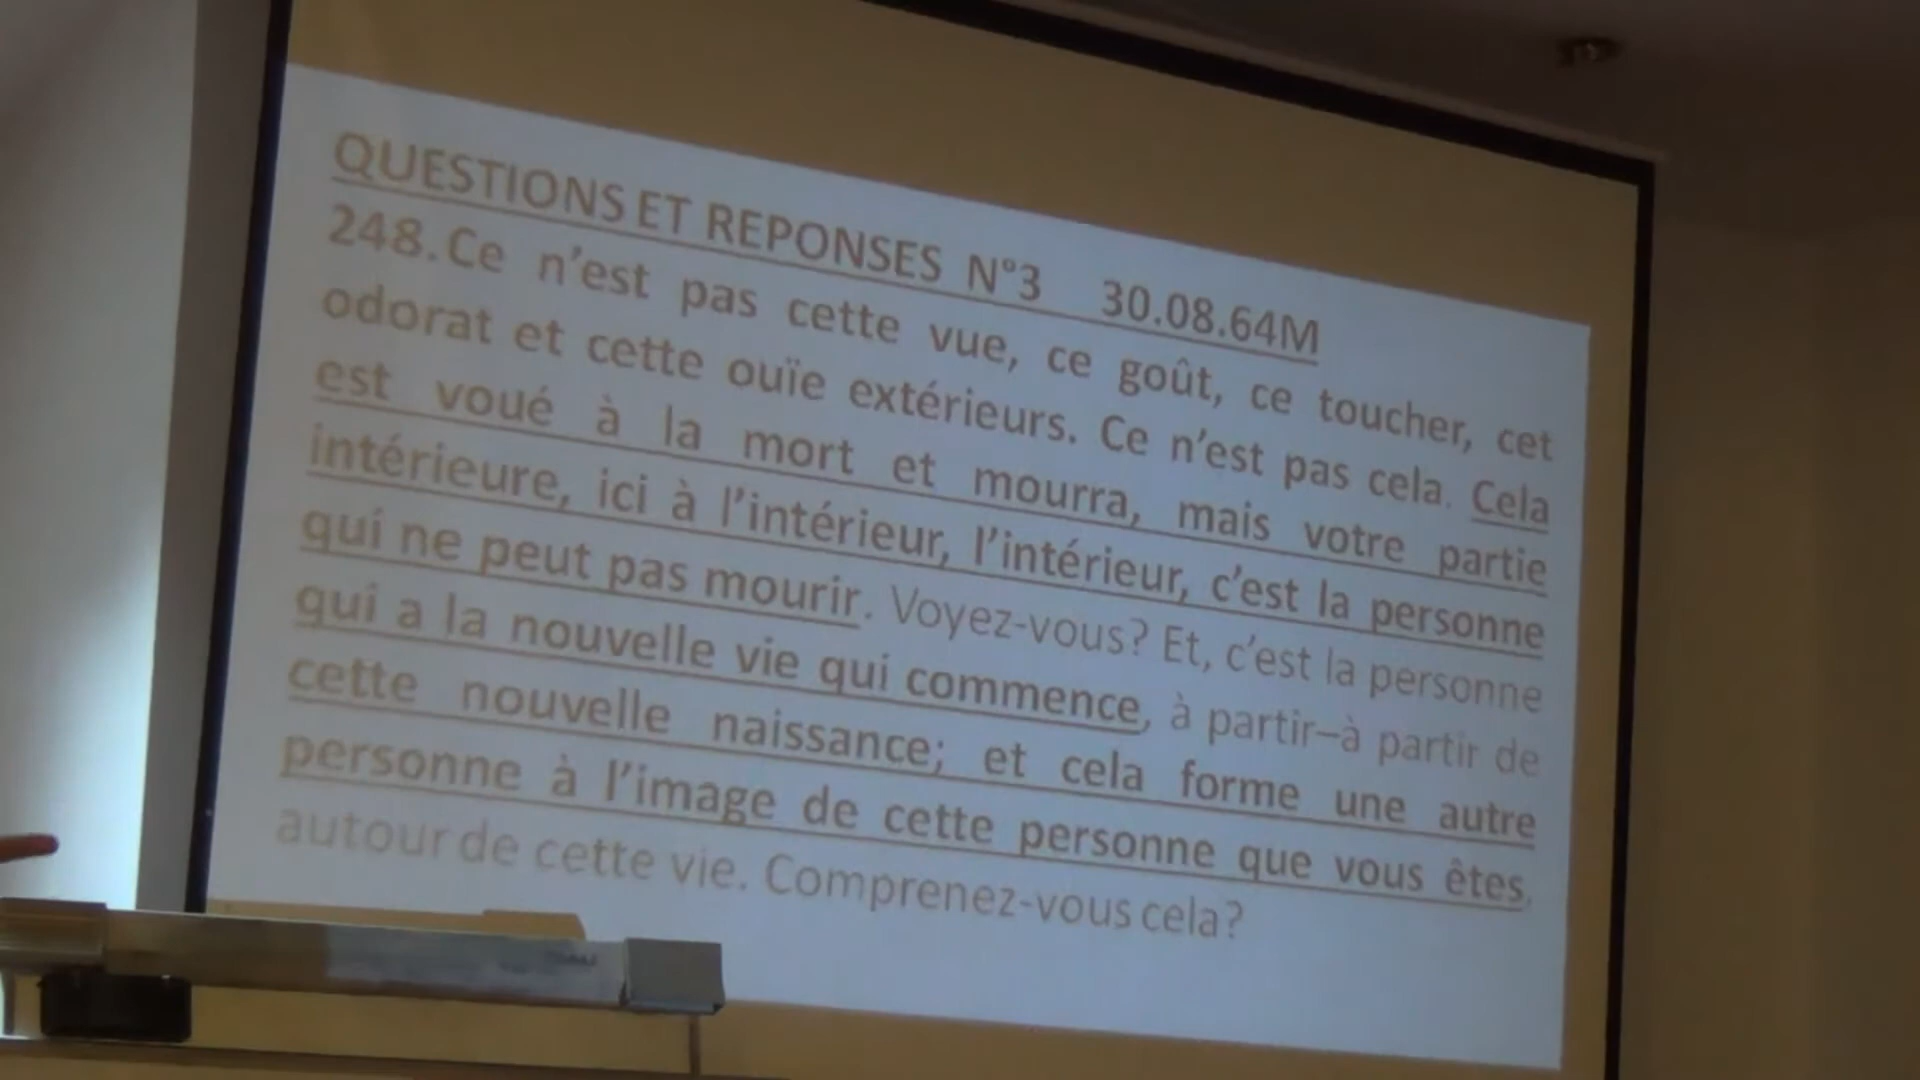 QUESTIONS ET REPONSES N°3 30.08.64M
248. Ce n'est pas cette vue, ce goût, ce toucher, cet
odorat et cette ouïe extérieurs. Ce n'est pas cela. Cela
est voué à la mort et mourra, mais votre partie
intérieure, ici à l'intérieur, l'intérieur, c'est la personne
qui ne peut pas mourir. Voyez-vous? Et, c'est la personne
qui a la nouvelle vie qui commence, à partir–à partir de
cette nouvelle naissance; et cela forme une autre
personne à l'image de cette personne que vous êtes,
autour de cette vie. Comprenez-vous cela?